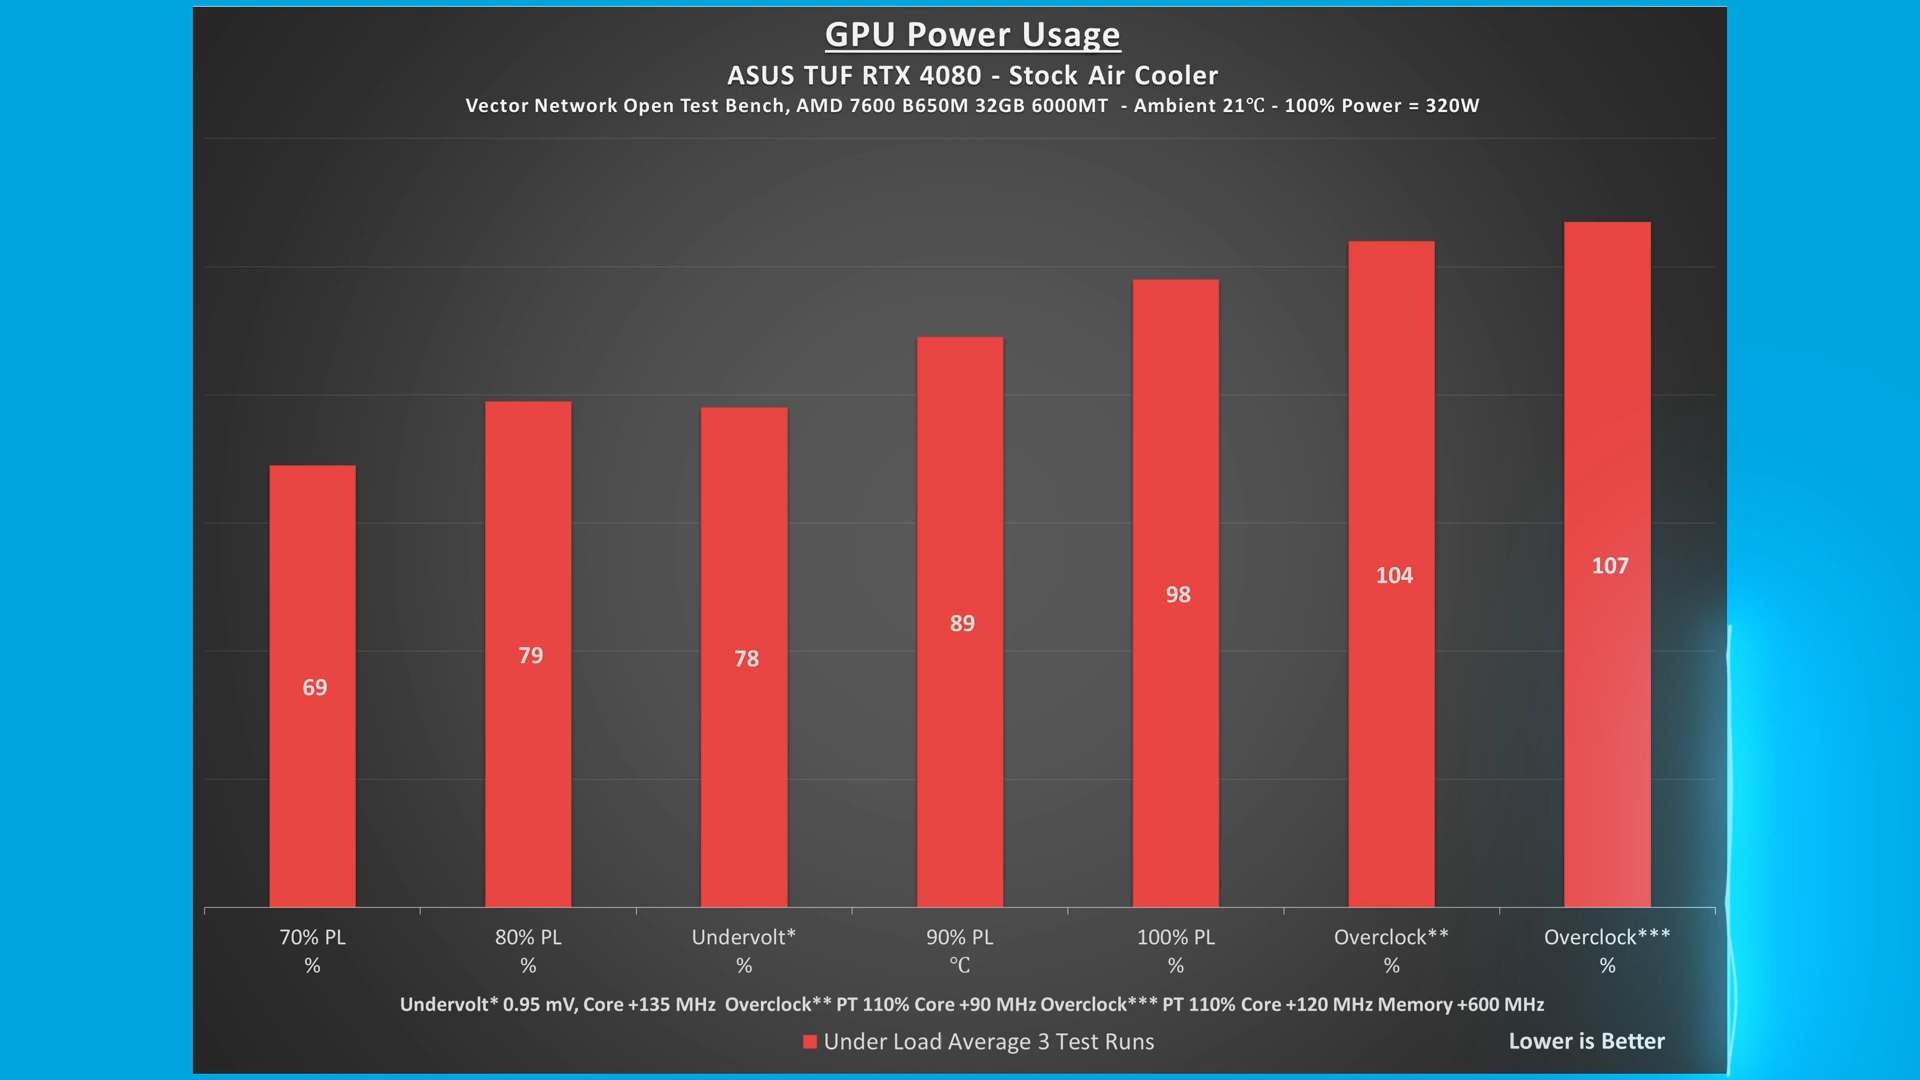 GPU Power Usage
ASUS TUF RTX 4080 - Stock Air Cooler
Vector Network Open Test Bench, AMD 7600 B650M 32GB 6000MT - Ambient 21℃ - 100% Power = 320W
69
79
78
89
98
104
107
70% PL
%
80% PL
%
Undervolt*
%
90% PL
℃
100% PL
%
Overclock**
%
Overclock***
%
Undervolt* 0.95 mV, Core +135 MHz Overclock** PT 110% Core +90 MHz Overclock*** PT 110% Core +120 MHz Memory +600 MHz
Under Load Average 3 Test Runs
Lower is Better